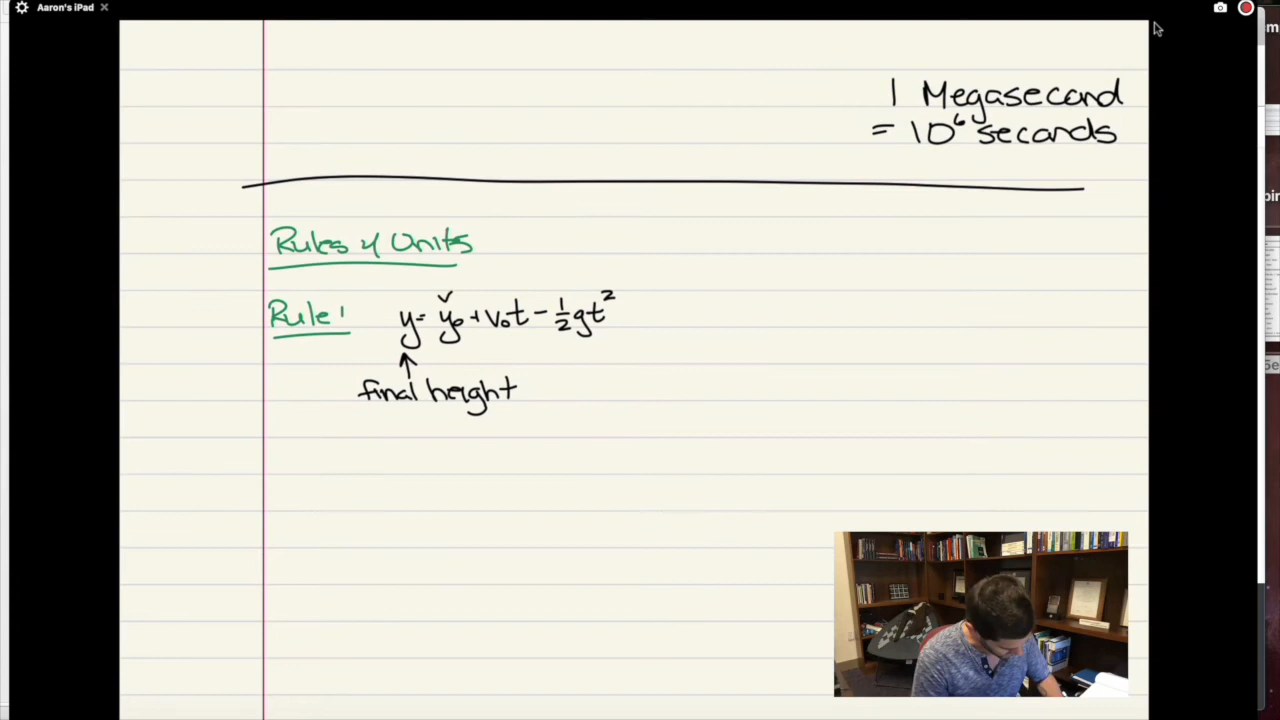 Aaron's iPad
1 Megasecond
= 10⁶ seconds
Rules of Units
Rule 1 y = y₀ + v₀t - ½gt²
final height